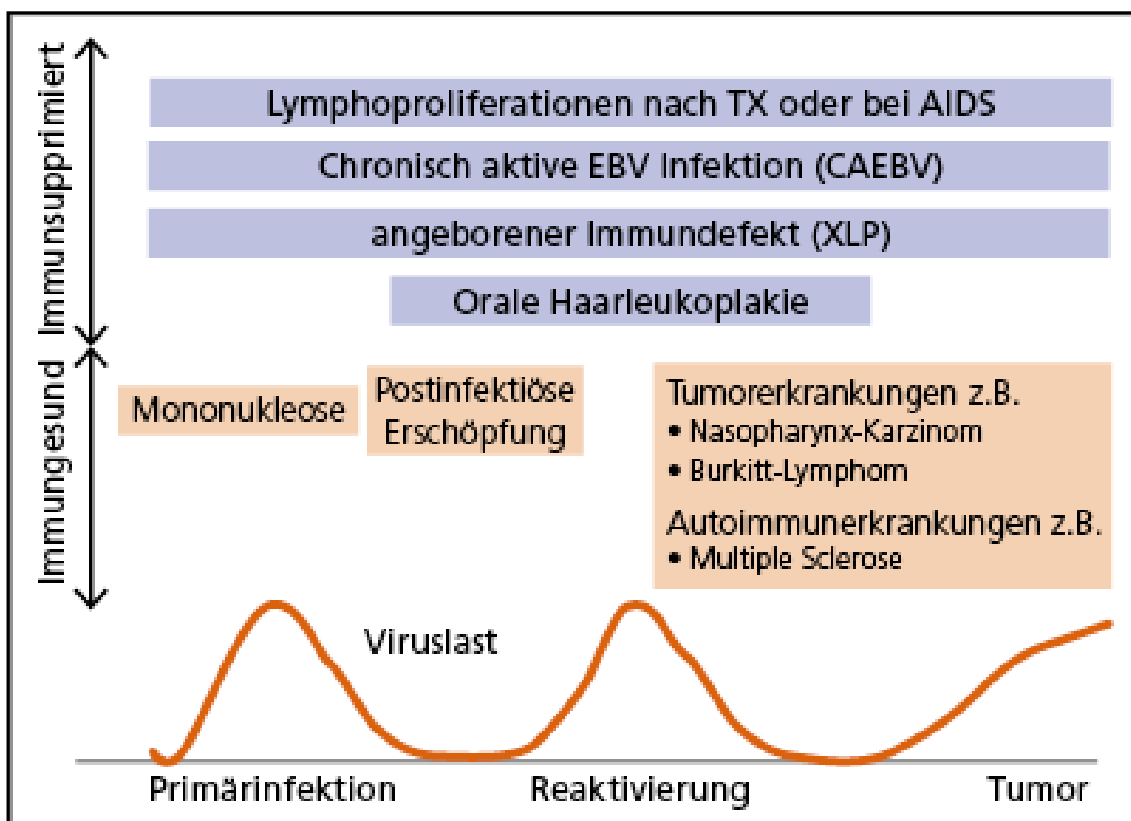 Immunsupprimiert
Lymphoproliferationen nach TX oder bei AIDS
Chronisch aktive EBV Infektion (CAEBV)
angeborener Immundefekt (XLP)
Orale Haarleukoplakie
Immungesund
Mononukleose
Postinfektiöse
Erschöpfung
Tumorerkrankungen z.B.
• Nasopharynx-Karzinom
• Burkitt-Lymphom
Autoimmunerkrankungen z.B.
• Multiple Sclerose
Viruslast
Primärinfektion
Reaktivierung
Tumor